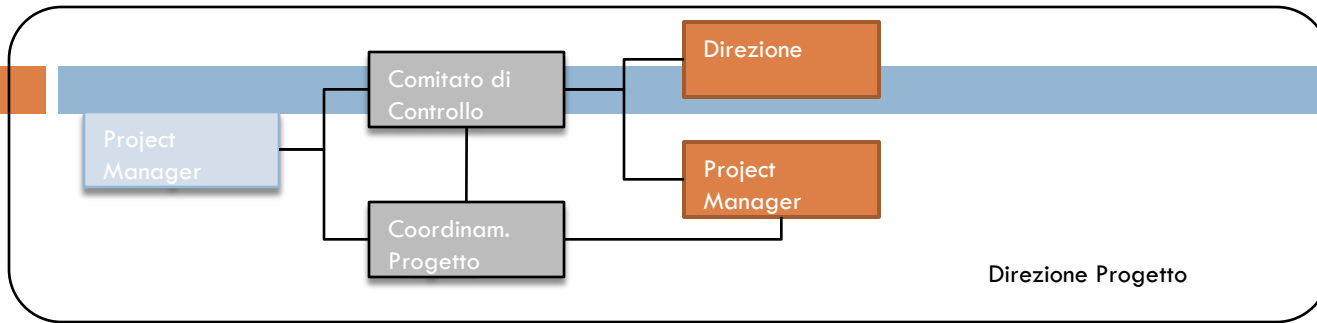 Direzione
Comitato di
Controllo
Project
Manager
Project
Manager
Coordinam.
Progetto
Direzione Progetto